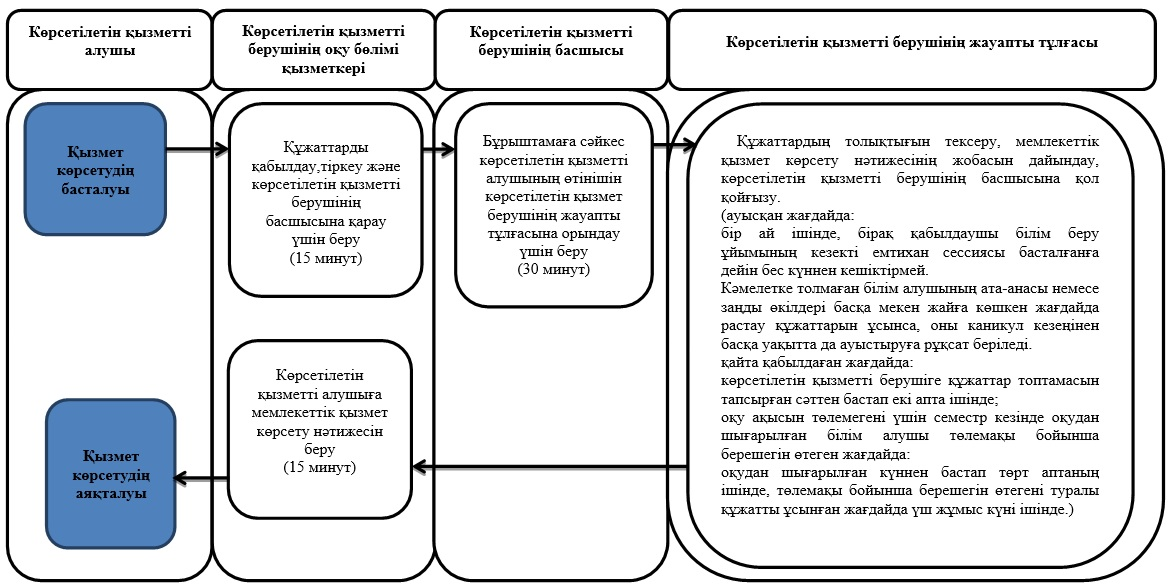 Көрсетілетін қызметті
алушы
Көрсетілетін қызметті
берушінің оқу бөлімі
қызметкері
Көрсетілетін қызметті
берушінің басшысы
Көрсетілетін қызметті берушінің жауапты тұлғасы
Қызмет
көрсетудің
басталуы
Құжаттарды
қабылдау,тіркеу және
көрсетілетін қызметті
берушінің
басшысына қарау
үшін беру
(15 минут)
Бұрыштамаға сәйкес
көрсетілетін қызметті
алушының өтінішін
көрсетілетін қызмет
берушінің жауапты
тұлғасына орындау
үшін беру
(30 минут)
Құжаттардың толықтығын тексеру, мемлекеттік
қызмет көрсету нәтижесінің жобасын дайындау,
көрсетілетін қызметті берушінің басшысына қол
қойғызу.
(ауысқан жағдайда:
бір ай ішінде, бірақ қабылдаушы білім беру
ұйымының кезекті емтихан сессиясы басталғанға
дейін бес күннен кешіктірмей.
Кәмелетке толмаған білім алушының ата-анасы немесе
заңды өкілдері басқа мекен жайға көшкен жағдайда
растау құжаттарын ұсынса, оны каникул кезеңінен
басқа уақытта да ауыстыруға рұқсат беріледі.
қайта қабылдаған жағдайда:
көрсетілетін қызметті берушіге құжаттар топтамасын
тапсырған сәттен бастап екі апта ішінде;
оқу ақысын төлемегені үшін семестр кезінде оқудан
шығарылған білім алушы төлемақы бойынша
берешегін өтеген жағдайда:
оқудан шығарылған күннен бастап төрт аптаның
ішінде, төлемақы бойынша берешегін өтегені туралы
құжатты ұсынған жағдайда үш жұмыс күні ішінде.)
Көрсетілетін
қызметті алушыға
мемлекеттік қызмет
көрсету нәтижесін
беру
(15 минут)
Қызмет
көрсетудің
аяқталуы